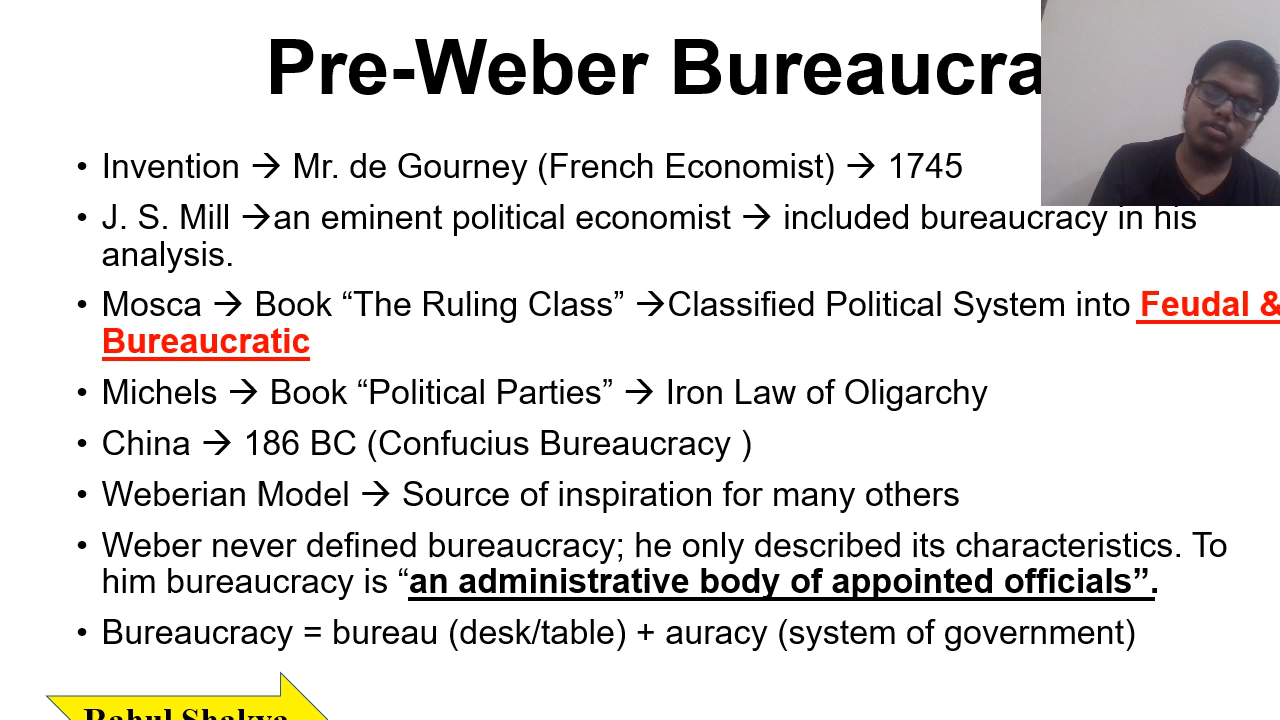 Pre-Weber Bureaucra
• Invention → Mr. de Gourney (French Economist) → 1745
• J. S. Mill →an eminent political economist → included bureaucracy in his
analysis.
• Mosca → Book “The Ruling Class” →Classified Political System into Feudal &
Bureaucratic
• Michels → Book “Political Parties” → Iron Law of Oligarchy
• China → 186 BC (Confucius Bureaucracy )
• Weberian Model → Source of inspiration for many others
• Weber never defined bureaucracy; he only described its characteristics. To
him bureaucracy is “an administrative body of appointed officials”.
• Bureaucracy = bureau (desk/table) + auracy (system of government)
Rahul Shakya